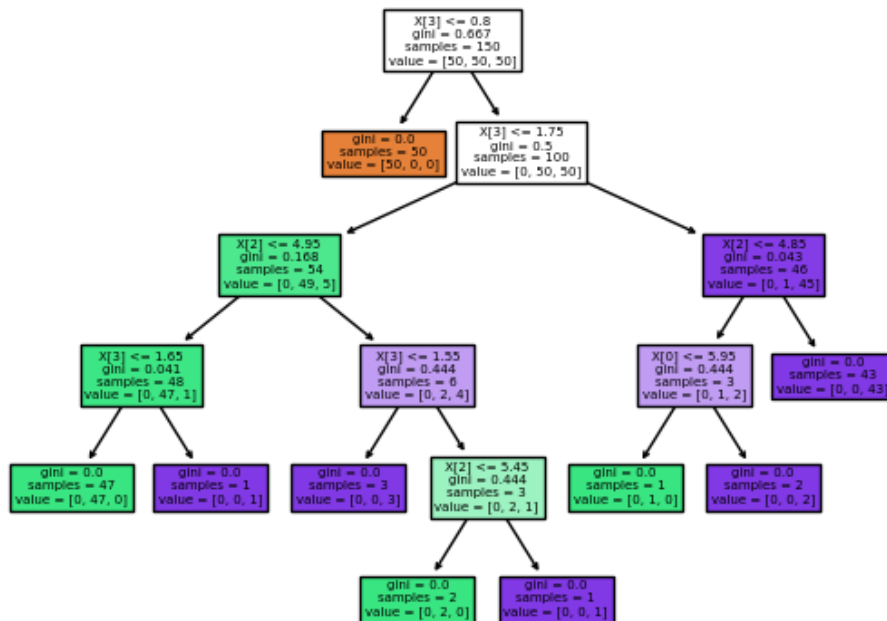 X[3] <= 0.8
gini = 0.667
samples = 150
value = [50, 50, 50]
gini = 0.0
samples = 50
value = [50, 0, 0]
X[3] <= 1.75
gini = 0.5
samples = 100
value = [0, 50, 50]
X[2] <= 4.95
gini = 0.168
samples = 54
value = [0, 49, 5]
X[2] <= 4.85
gini = 0.043
samples = 46
value = [0, 1, 45]
X[3] <= 1.65
gini = 0.041
samples = 48
value = [0, 47, 1]
X[3] <= 1.55
gini = 0.444
samples = 6
value = [0, 2, 4]
X[0] <= 5.95
gini = 0.444
samples = 3
value = [0, 1, 2]
gini = 0.0
samples = 43
value = [0, 0, 43]
gini = 0.0
samples = 47
value = [0, 47, 0]
gini = 0.0
samples = 1
value = [0, 0, 1]
gini = 0.0
samples = 3
value = [0, 0, 3]
X[2] <= 5.45
gini = 0.444
samples = 3
value = [0, 2, 1]
gini = 0.0
samples = 1
value = [0, 1, 0]
gini = 0.0
samples = 2
value = [0, 0, 2]
gini = 0.0
samples = 2
value = [0, 2, 0]
gini = 0.0
samples = 1
value = [0, 0, 1]